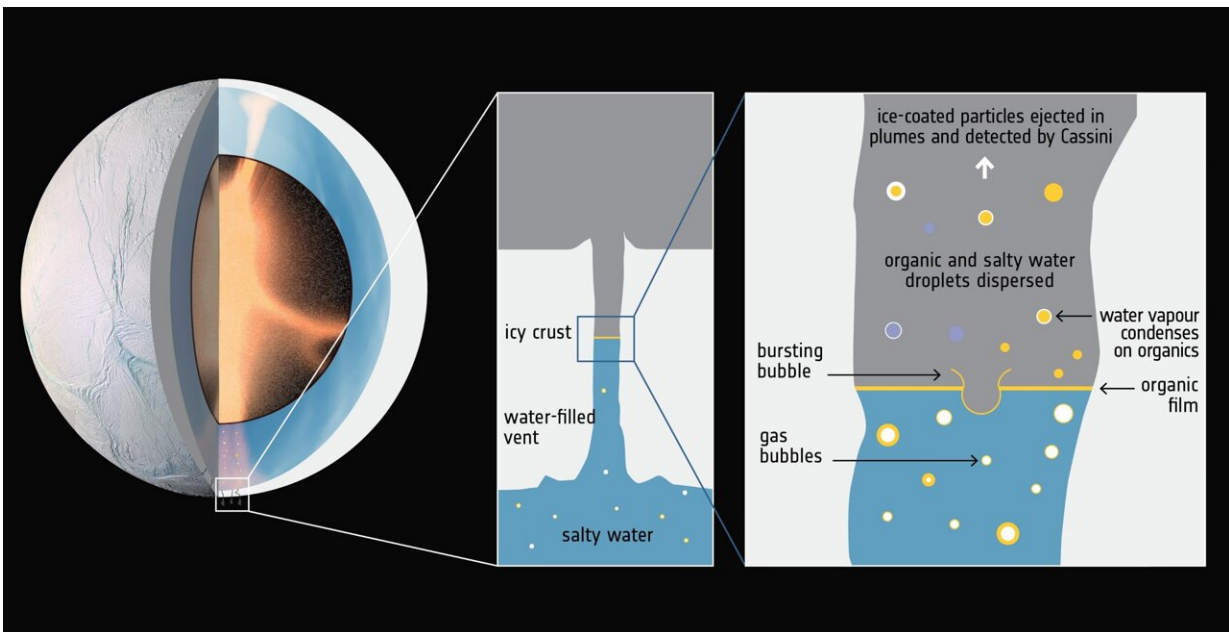 icy crust
water-filled
vent
salty water
ice-coated particles ejected in
plumes and detected by Cassini
organic and salty water
droplets dispersed
water vapour
condenses
on organics
bursting
bubble
organic
film
gas
bubbles